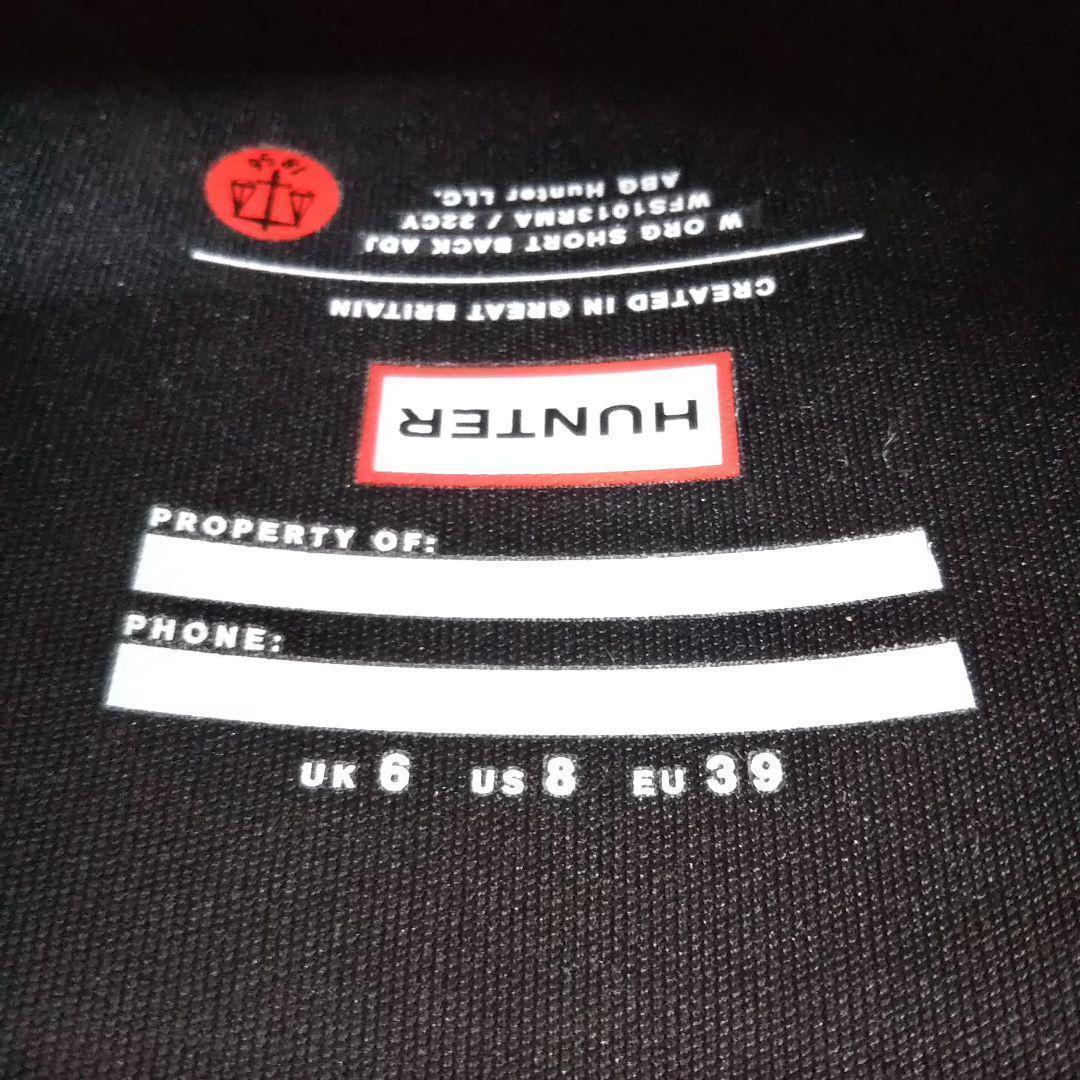 HUNTER
CREATED IN GREAT BRITAIN
W ORG SHORT BACK ADJ
WFS1013RMA / 22CY
ABG Hunter LLC.
PROPERTY OF:
PHONE:
UK 6 US 8 EU 39